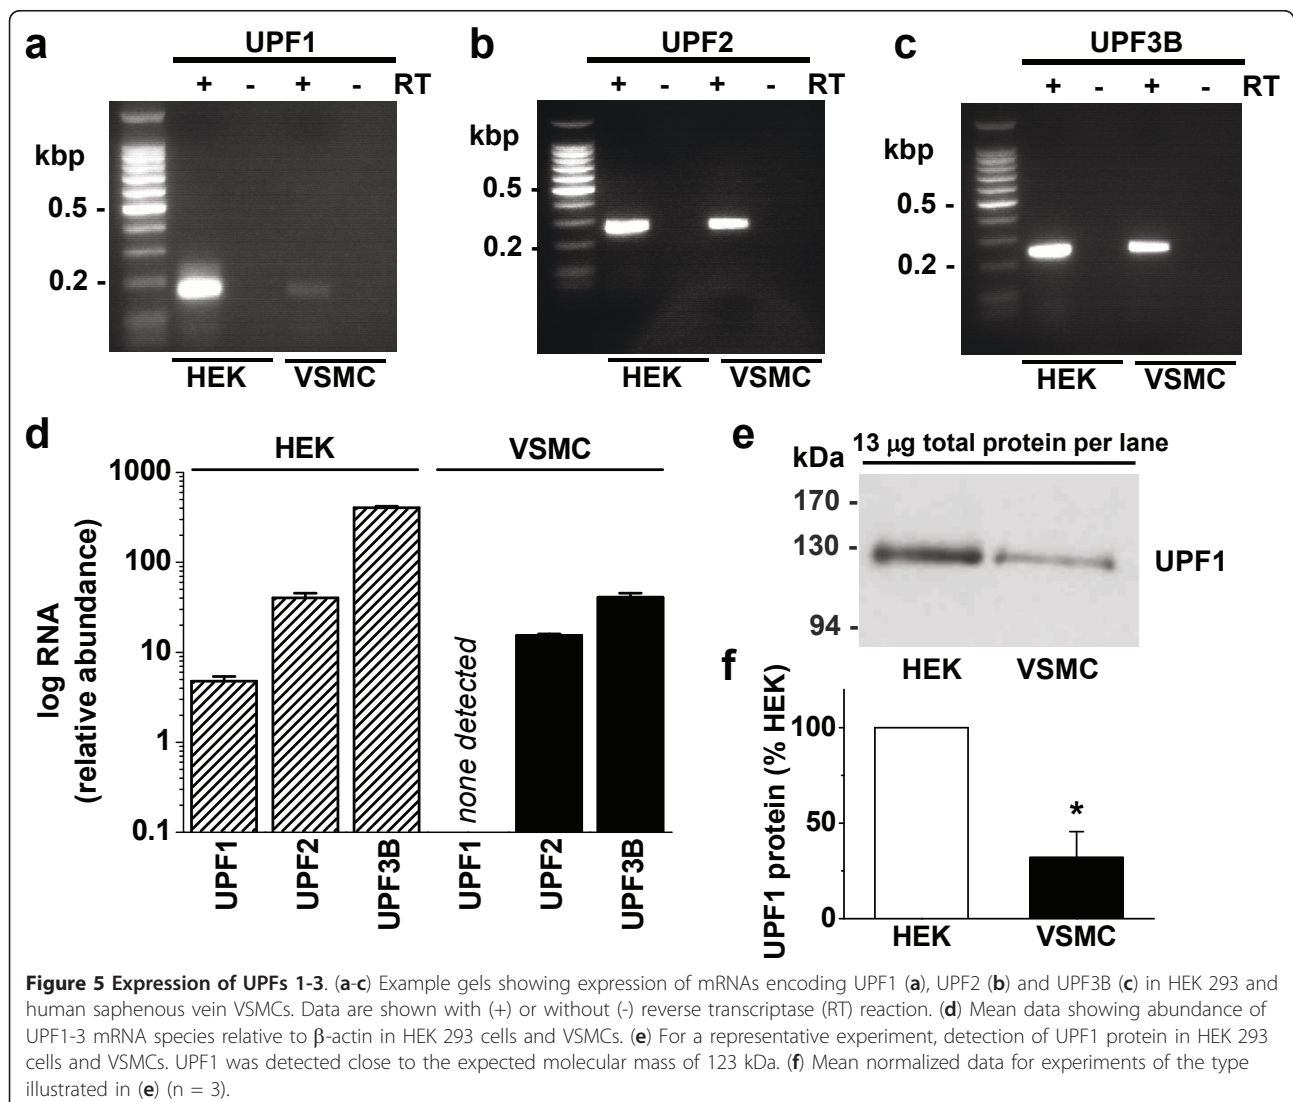 a
UPF1
+ - + - RT
kbp
0.5 -
0.2 -
HEK VSMC
b
UPF2
+ - + -
kbp
0.5 -
0.2 -
HEK VSMC
c
UPF3B
+ - + - RT
kbp
0.5 -
0.2 -
HEK VSMC
d
HEK VSMC
log RNA
(relative abundance)
1000
100
10
1
0.1
none detected
UPF1 UPF2 UPF3B UPF1 UPF2 UPF3B
e
13 μg total protein per lane
kDa
170 -
130 -
94 -
UPF1
HEK VSMC
f
UPF1 protein (% HEK)
100
50
0
*
HEK VSMC
Figure 5 Expression of UPFs 1-3. (a-c) Example gels showing expression of mRNAs encoding UPF1 (a), UPF2 (b) and UPF3B (c) in HEK 293 and
human saphenous vein VSMCs. Data are shown with (+) or without (-) reverse transcriptase (RT) reaction. (d) Mean data showing abundance of
UPF1-3 mRNA species relative to β-actin in HEK 293 cells and VSMCs. (e) For a representative experiment, detection of UPF1 protein in HEK 293
cells and VSMCs. UPF1 was detected close to the expected molecular mass of 123 kDa. (f) Mean normalized data for experiments of the type
illustrated in (e) (n = 3).